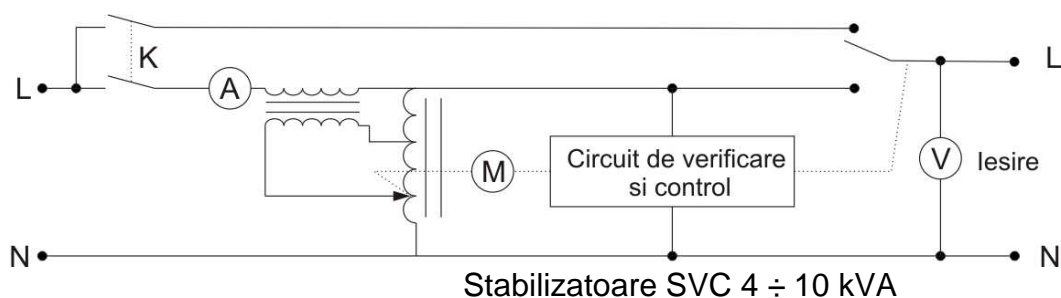 K
L
L
A
M
Circuit de verificare
si control
V
Iesire
N
N
Stabilizatoare SVC 4 ÷ 10 kVA